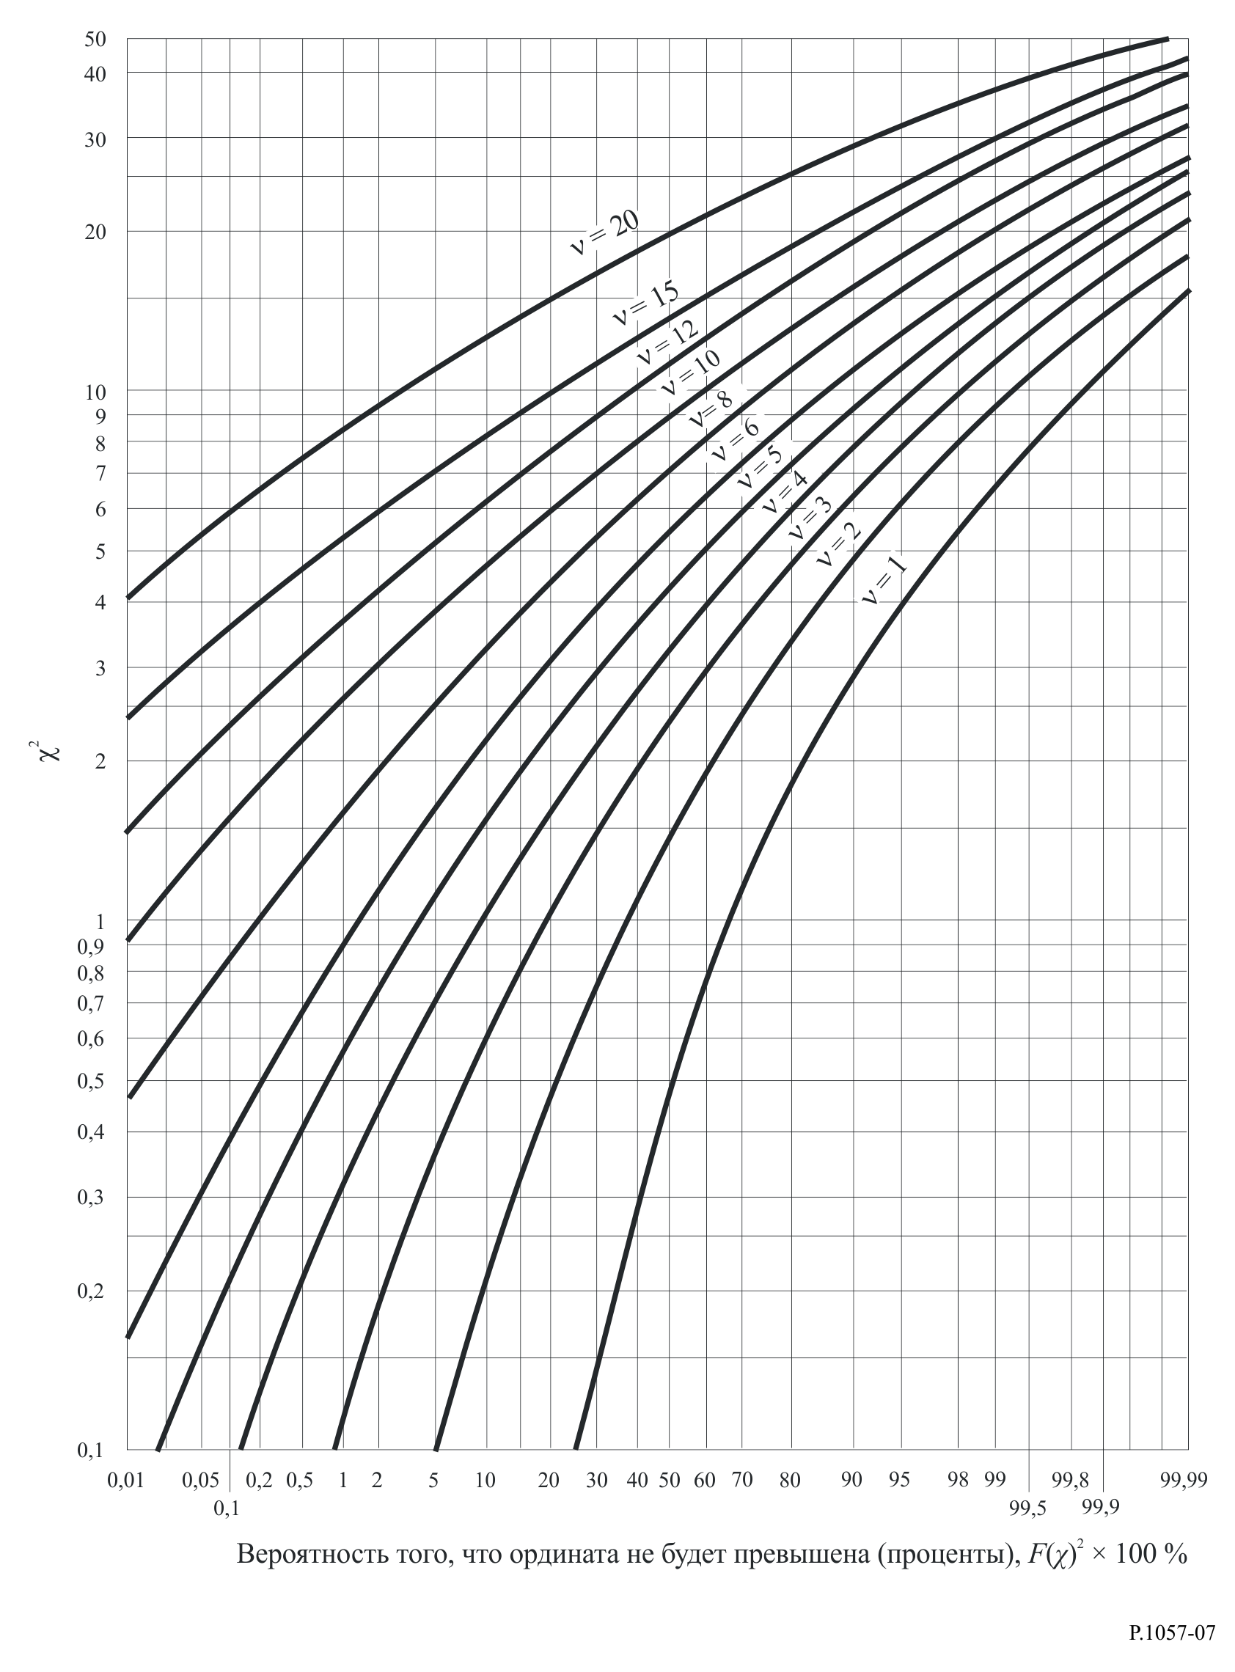 50
40
30
20
10
9
8
7
6
5
4
3
2
1
0,9
0,8
0,7
0,6
0,5
0,4
0,3
0,2
0,1
χ²
ν = 20
ν = 15
ν = 12
ν = 10
ν = 8
ν = 6
ν = 5
ν = 4
ν = 3
ν = 2
ν = 1
0,01 0,05 0,2 0,5 1 2 5 10 20 30 40 50 60 70 80 90 95 98 99 99,8 99,99
0,1 99,5 99,9
Вероятность того, что ордината не будет превышена (проценты), F(χ)² × 100 %
P.1057-07